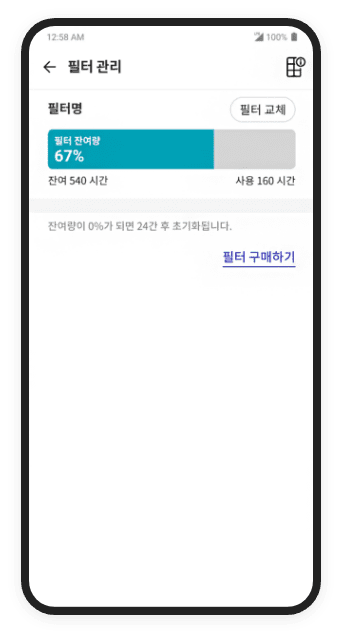 12:58 AM 100%
필터 관리
필터명
필터 교체
필터 잔여량
67%
잔여 540 시간 사용 160 시간
잔여량이 0%가 되면 24간 후 초기화됩니다.
필터 구매하기